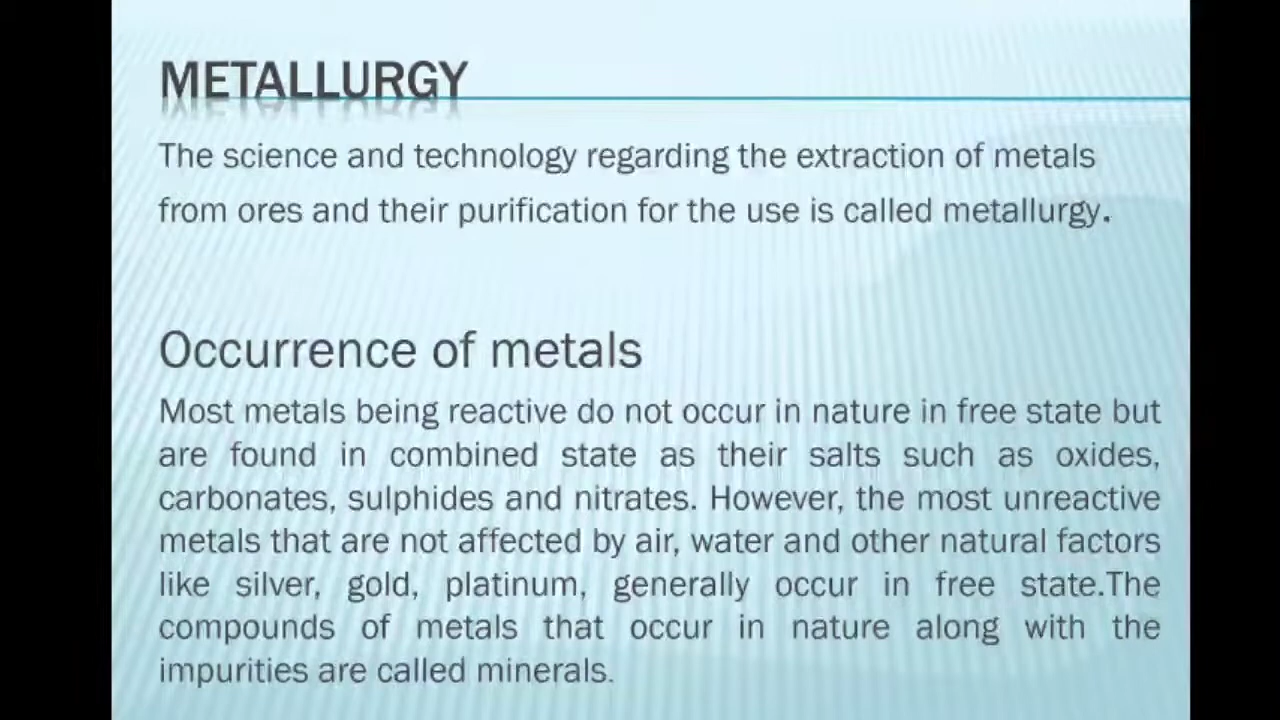 METALLURGY
The science and technology regarding the extraction of metals
from ores and their purification for the use is called metallurgy.
Occurrence of metals
Most metals being reactive do not occur in nature in free state but
are found in combined state as their salts such as oxides,
carbonates, sulphides and nitrates. However, the most unreactive
metals that are not affected by air, water and other natural factors
like silver, gold, platinum, generally occur in free state.The
compounds of metals that occur in nature along with the
impurities are called minerals.